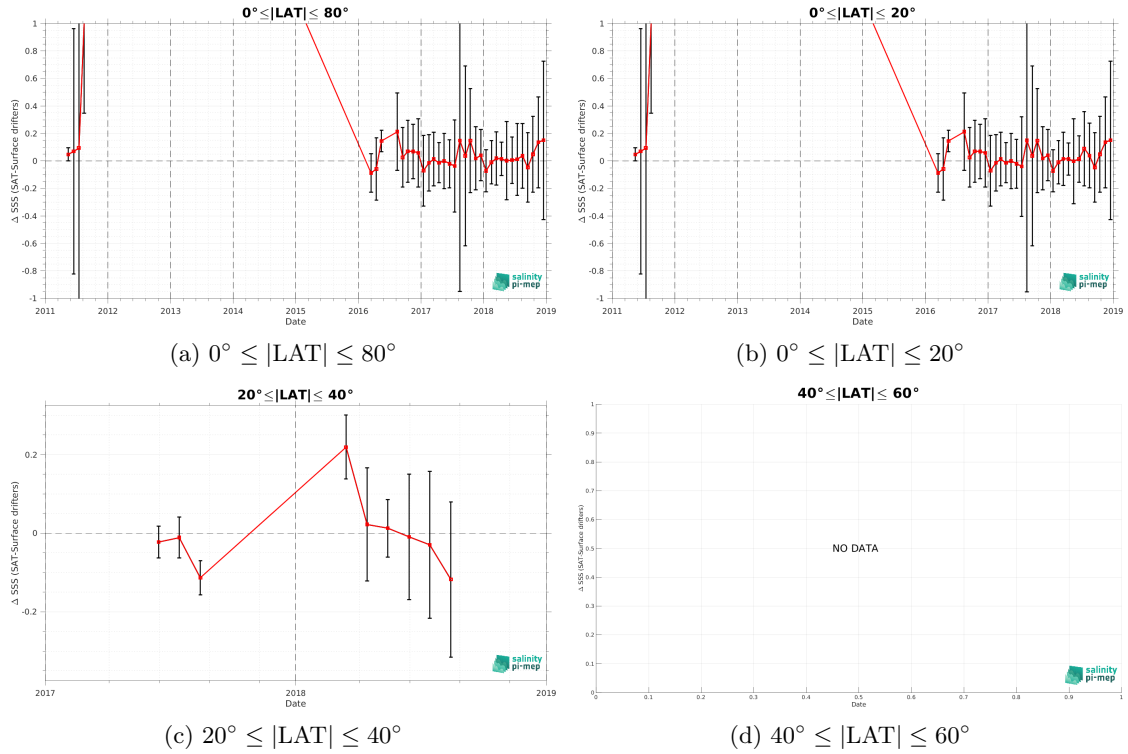 0°≤|LAT|≤ 80°
Δ SSS (SAT-Surface drifters)
1
0.8
0.6
0.4
0.2
0
-0.2
-0.4
-0.6
-0.8
-1
2011 2012 2013 2014 2015 2016 2017 2018 2019
Date
salinity
pi-mep
(a) 0° ≤ |LAT| ≤ 80°
0°≤|LAT|≤ 20°
Δ SSS (SAT-Surface drifters)
1
0.8
0.6
0.4
0.2
0
-0.2
-0.4
-0.6
-0.8
-1
2011 2012 2013 2014 2015 2016 2017 2018 2019
Date
salinity
pi-mep
(b) 0° ≤ |LAT| ≤ 20°
20°≤|LAT|≤ 40°
Δ SSS (SAT-Surface drifters)
0.2
0
-0.2
2017 2018 2019
Date
salinity
pi-mep
(c) 20° ≤ |LAT| ≤ 40°
40°≤|LAT|≤ 60°
Δ SSS (SAT-Surface drifters)
1
0.9
0.8
0.7
0.6
0.5
0.4
0.3
0.2
0.1
0
NO DATA
0 0.1 0.2 0.3 0.4 0.5 0.6 0.7 0.8 0.9 1
Date
salinity
pi-mep
(d) 40° ≤ |LAT| ≤ 60°